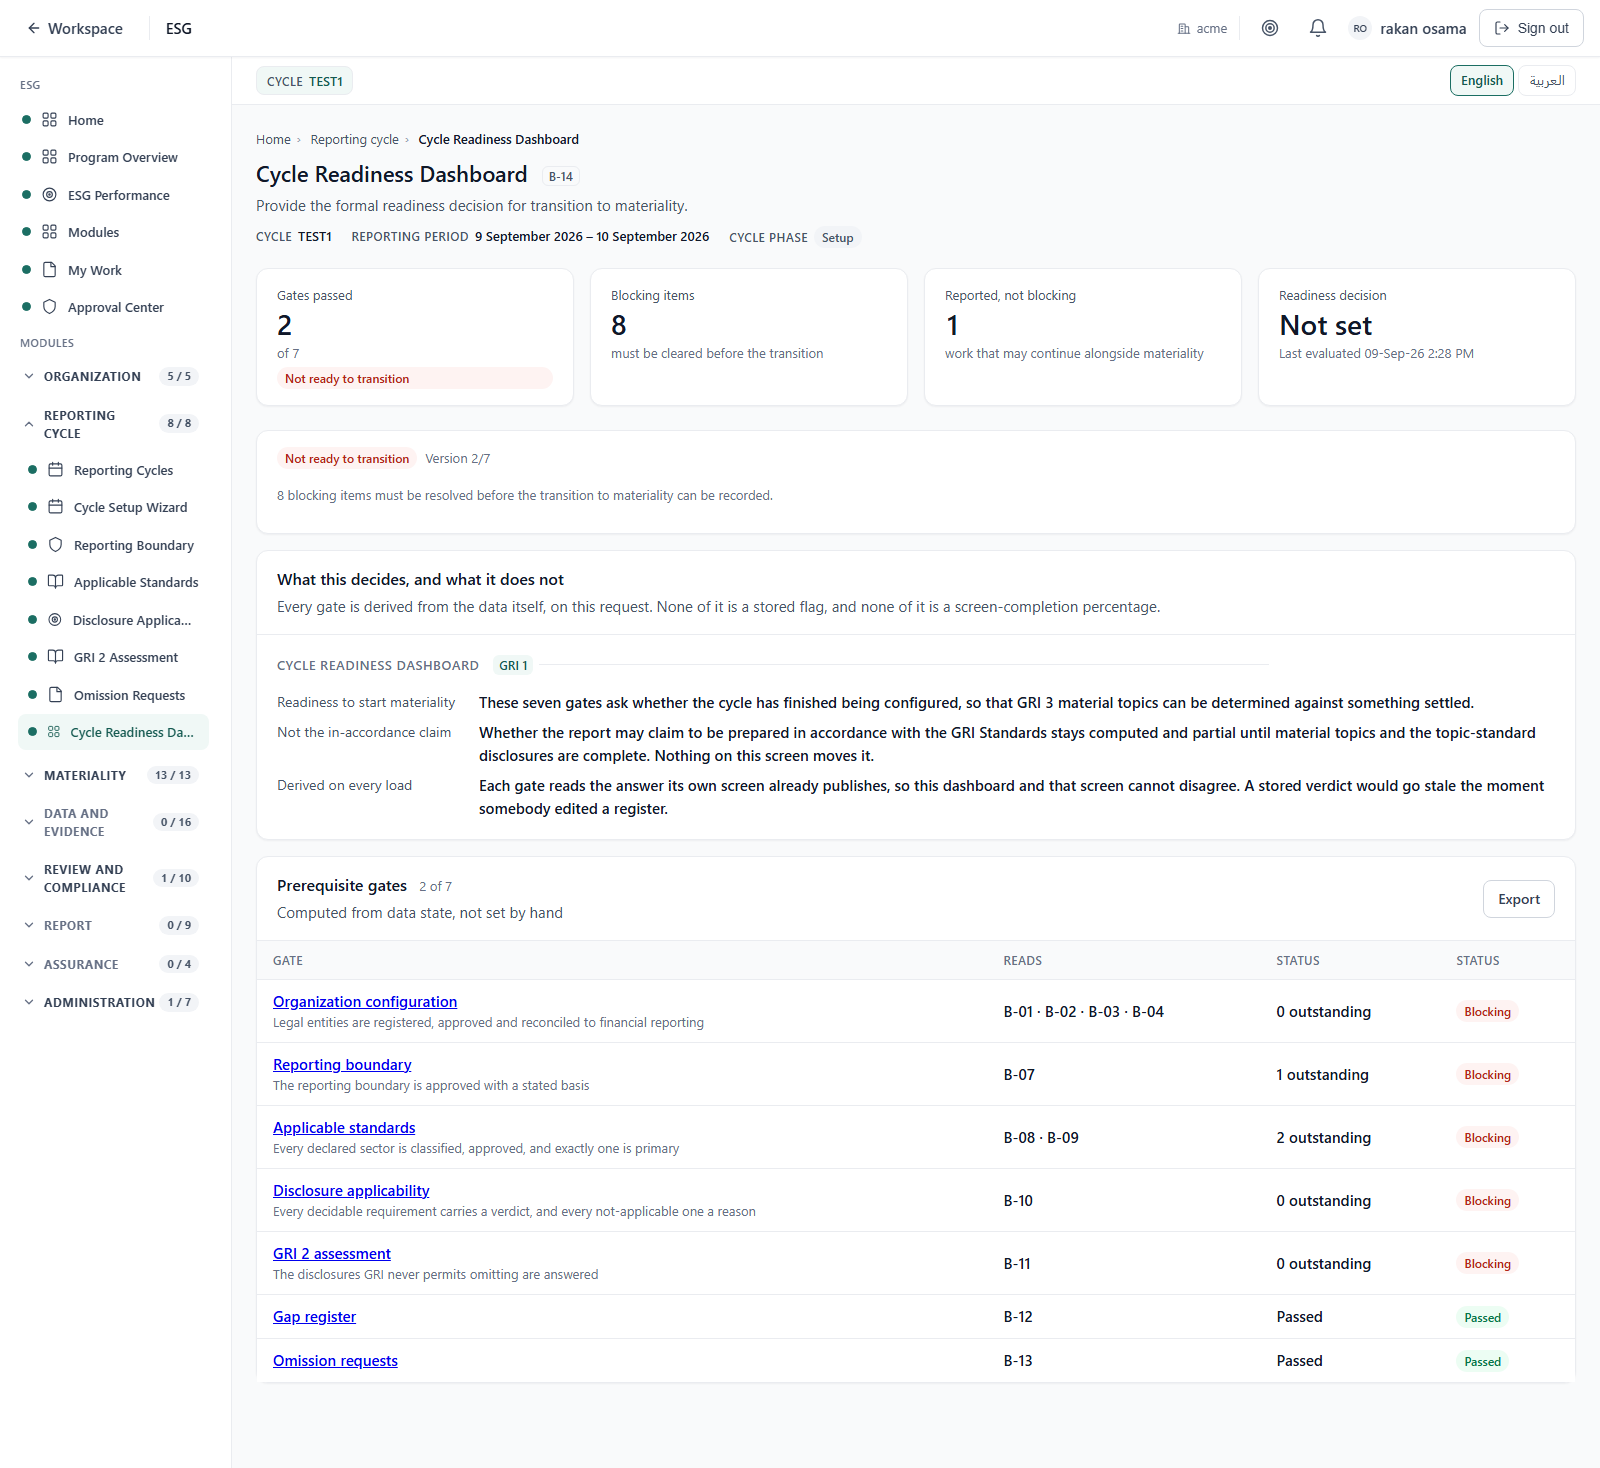 Workspace
ESG
acme
RO
rakan osama
Sign out
ESG
Home
Program Overview
ESG Performance
Modules
My Work
Approval Center
MODULES
ORGANIZATION 5 / 5
REPORTING CYCLE 8 / 8
Reporting Cycles
Cycle Setup Wizard
Reporting Boundary
Applicable Standards
Disclosure Applica...
GRI 2 Assessment
Omission Requests
Cycle Readiness Da...
MATERIALITY 13 / 13
DATA AND EVIDENCE 0 / 16
REVIEW AND COMPLIANCE 1 / 10
REPORT 0 / 9
ASSURANCE 0 / 4
ADMINISTRATION 1 / 7
CYCLE TEST1
English
العربية
Home › Reporting cycle › Cycle Readiness Dashboard
Cycle Readiness Dashboard B-14
Provide the formal readiness decision for transition to materiality.
CYCLE TEST1 REPORTING PERIOD 9 September 2026 – 10 September 2026 CYCLE PHASE Setup
Gates passed
2
of 7
Not ready to transition
Blocking items
8
must be cleared before the transition
Reported, not blocking
1
work that may continue alongside materiality
Readiness decision
Not set
Last evaluated 09-Sep-26 2:28 PM
Not ready to transition Version 2/7
8 blocking items must be resolved before the transition to materiality can be recorded.
What this decides, and what it does not
Every gate is derived from the data itself, on this request. None of it is a stored flag, and none of it is a screen-completion percentage.
CYCLE READINESS DASHBOARD GRI 1
Readiness to start materiality These seven gates ask whether the cycle has finished being configured, so that GRI 3 material topics can be determined against something settled.
Not the in-accordance claim Whether the report may claim to be prepared in accordance with the GRI Standards stays computed and partial until material topics and the topic-standard
disclosures are complete. Nothing on this screen moves it.
Derived on every load Each gate reads the answer its own screen already publishes, so this dashboard and that screen cannot disagree. A stored verdict would go stale the moment
somebody edited a register.
Prerequisite gates 2 of 7
Computed from data state, not set by hand
Export
GATE READS STATUS STATUS
Organization configuration
Legal entities are registered, approved and reconciled to financial reporting
B-01 · B-02 · B-03 · B-04 0 outstanding Blocking
Reporting boundary
The reporting boundary is approved with a stated basis
B-07 1 outstanding Blocking
Applicable standards
Every declared sector is classified, approved, and exactly one is primary
B-08 · B-09 2 outstanding Blocking
Disclosure applicability
Every decidable requirement carries a verdict, and every not-applicable one a reason
B-10 0 outstanding Blocking
GRI 2 assessment
The disclosures GRI never permits omitting are answered
B-11 0 outstanding Blocking
Gap register B-12 Passed Passed
Omission requests B-13 Passed Passed